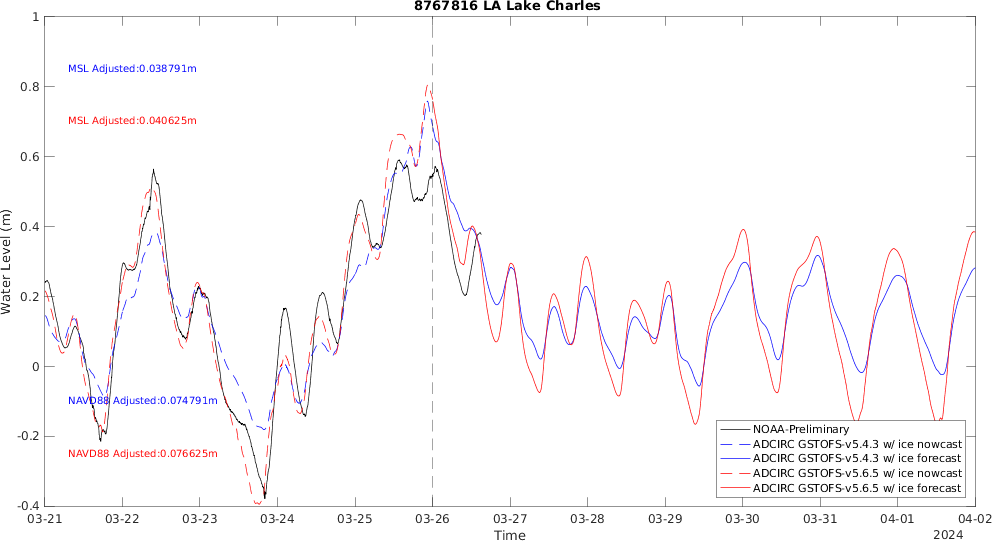 8767816 LA Lake Charles
Water Level (m)
1
0.8
0.6
0.4
0.2
0
-0.2
-0.4
MSL Adjusted:0.038791m
MSL Adjusted:0.040625m
NAVD88 Adjusted:0.074791m
NAVD88 Adjusted:0.076625m
NOAA-Preliminary
ADCIRC GSTOFS-v5.4.3 w/ ice nowcast
ADCIRC GSTOFS-v5.4.3 w/ ice forecast
ADCIRC GSTOFS-v5.6.5 w/ ice nowcast
ADCIRC GSTOFS-v5.6.5 w/ ice forecast
03-21 03-22 03-23 03-24 03-25 03-26 03-27 03-28 03-29 03-30 03-31 04-01 04-02
Time
2024